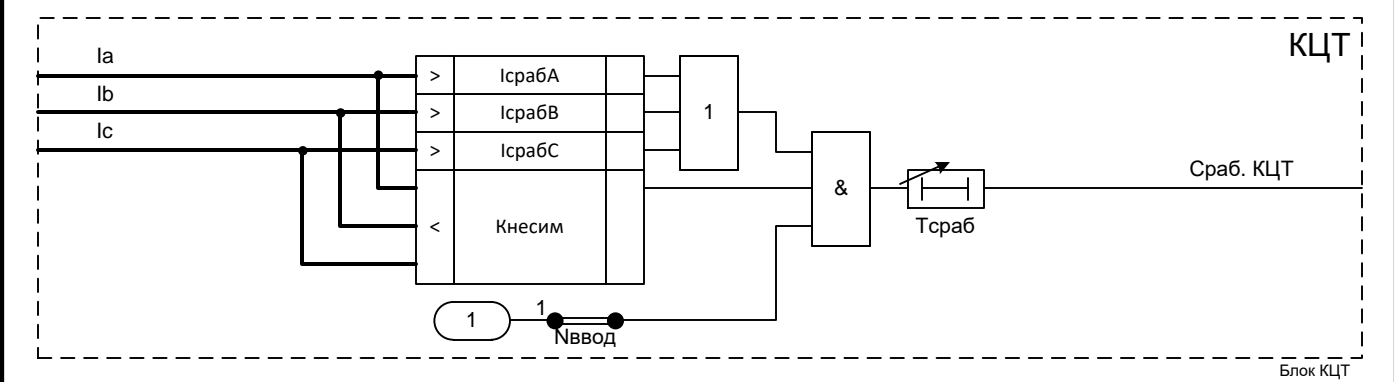 КЦТ
Ia
> IсрабА
Ib
> IсрабВ
1
Ic
> IсрабС
Сраб. КЦТ
&
< Кнесим
Тсраб
1
1
Nввод
Блок КЦТ